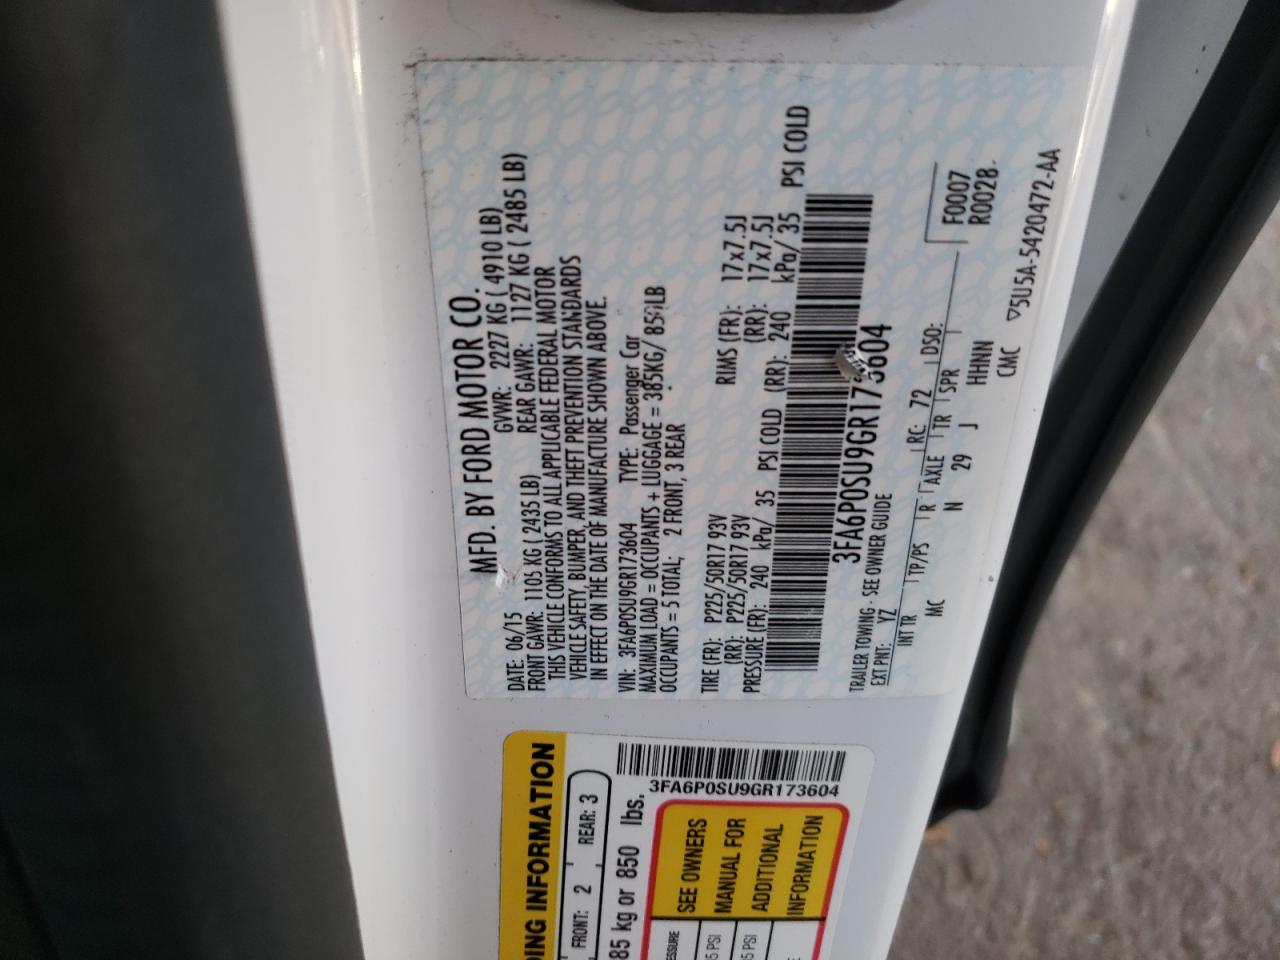 MFD. BY FORD MOTOR CO.
DATE: 06/15 GVWR: 2227 KG ( 4910 LB)
FRONT GAWR: 1105 KG ( 2435 LB) REAR GAWR: 1127 KG ( 2485 LB)
THIS VEHICLE CONFORMS TO ALL APPLICABLE FEDERAL MOTOR
VEHICLE SAFETY, BUMPER, AND THEFT PREVENTION STANDARDS
IN EFFECT ON THE DATE OF MANUFACTURE SHOWN ABOVE.
VIN: 3FA6P0SU9GR173604 TYPE: Passenger Car
MAXIMUM LOAD = OCCUPANTS + LUGGAGE = 385KG/ 850LB
OCCUPANTS = 5 TOTAL, 2 FRONT, 3 REAR
TIRE (FR): P225/50R17 93V RIMS (FR): 17x7.5J
(RR): P225/50R17 93V (RR): 17x7.5J
PRESSURE (FR): 240 kPa/ 35 PSI COLD (RR): 240 kPa/ 35 PSI COLD
3FA6P0SU9GR173604
TRAILER TOWING - SEE OWNER GUIDE
EXT PNT: YZ RC: 72 DSO: F0007
R0028
INT TR TP/PS R AXLE TR SPR
MC N 29 J HHNN
CMC
▽5U5A-5420472-AA
DING INFORMATION
FRONT: 2 REAR: 3
85 kg or 850 lbs.
3FA6P0SU9GR173604
SEE OWNERS
MANUAL FOR
ADDITIONAL
INFORMATION
5 PSI
5 PSI